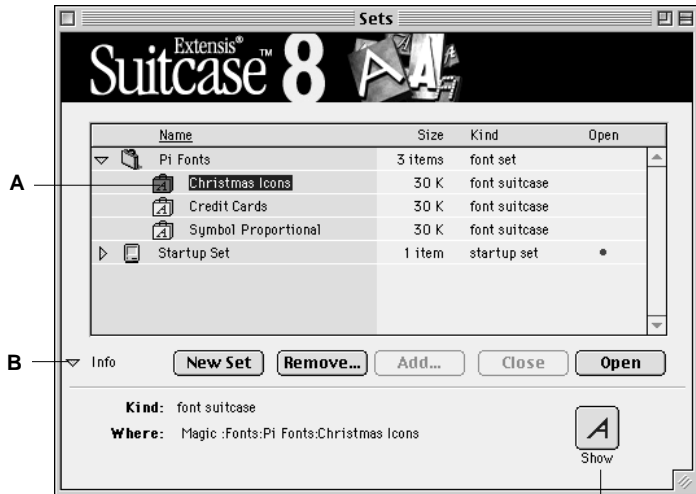 Sets
Extensis®
Suitcase™ 8
Name Size Kind Open
Pi Fonts 3 items font set
A
Christmas Icons 30 K font suitcase
Credit Cards 30 K font suitcase
Symbol Proportional 30 K font suitcase
Startup Set 1 item startup set •
B
Info New Set Remove... Add... Close Open
Kind: font suitcase
Where: Magic :Fonts:Pi Fonts:Christmas Icons
A
Show